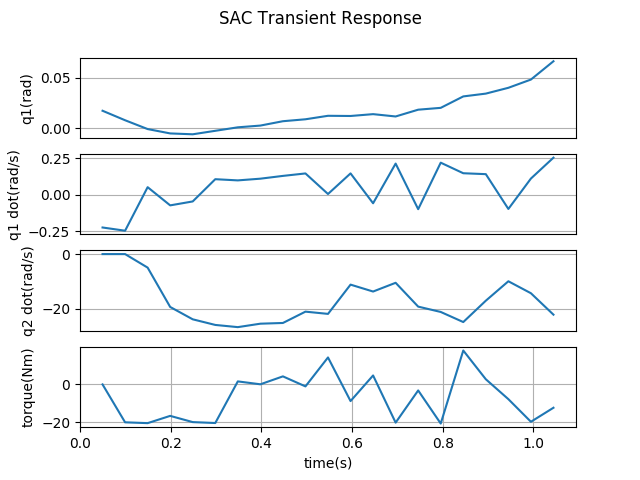 SAC Transient Response
q1(rad)
0.05
0.00
q1 dot(rad/s)
0.25
0.00
−0.25
q2 dot(rad/s)
0
−20
torque(Nm)
0
−20
0.0 0.2 0.4 0.6 0.8 1.0
time(s)